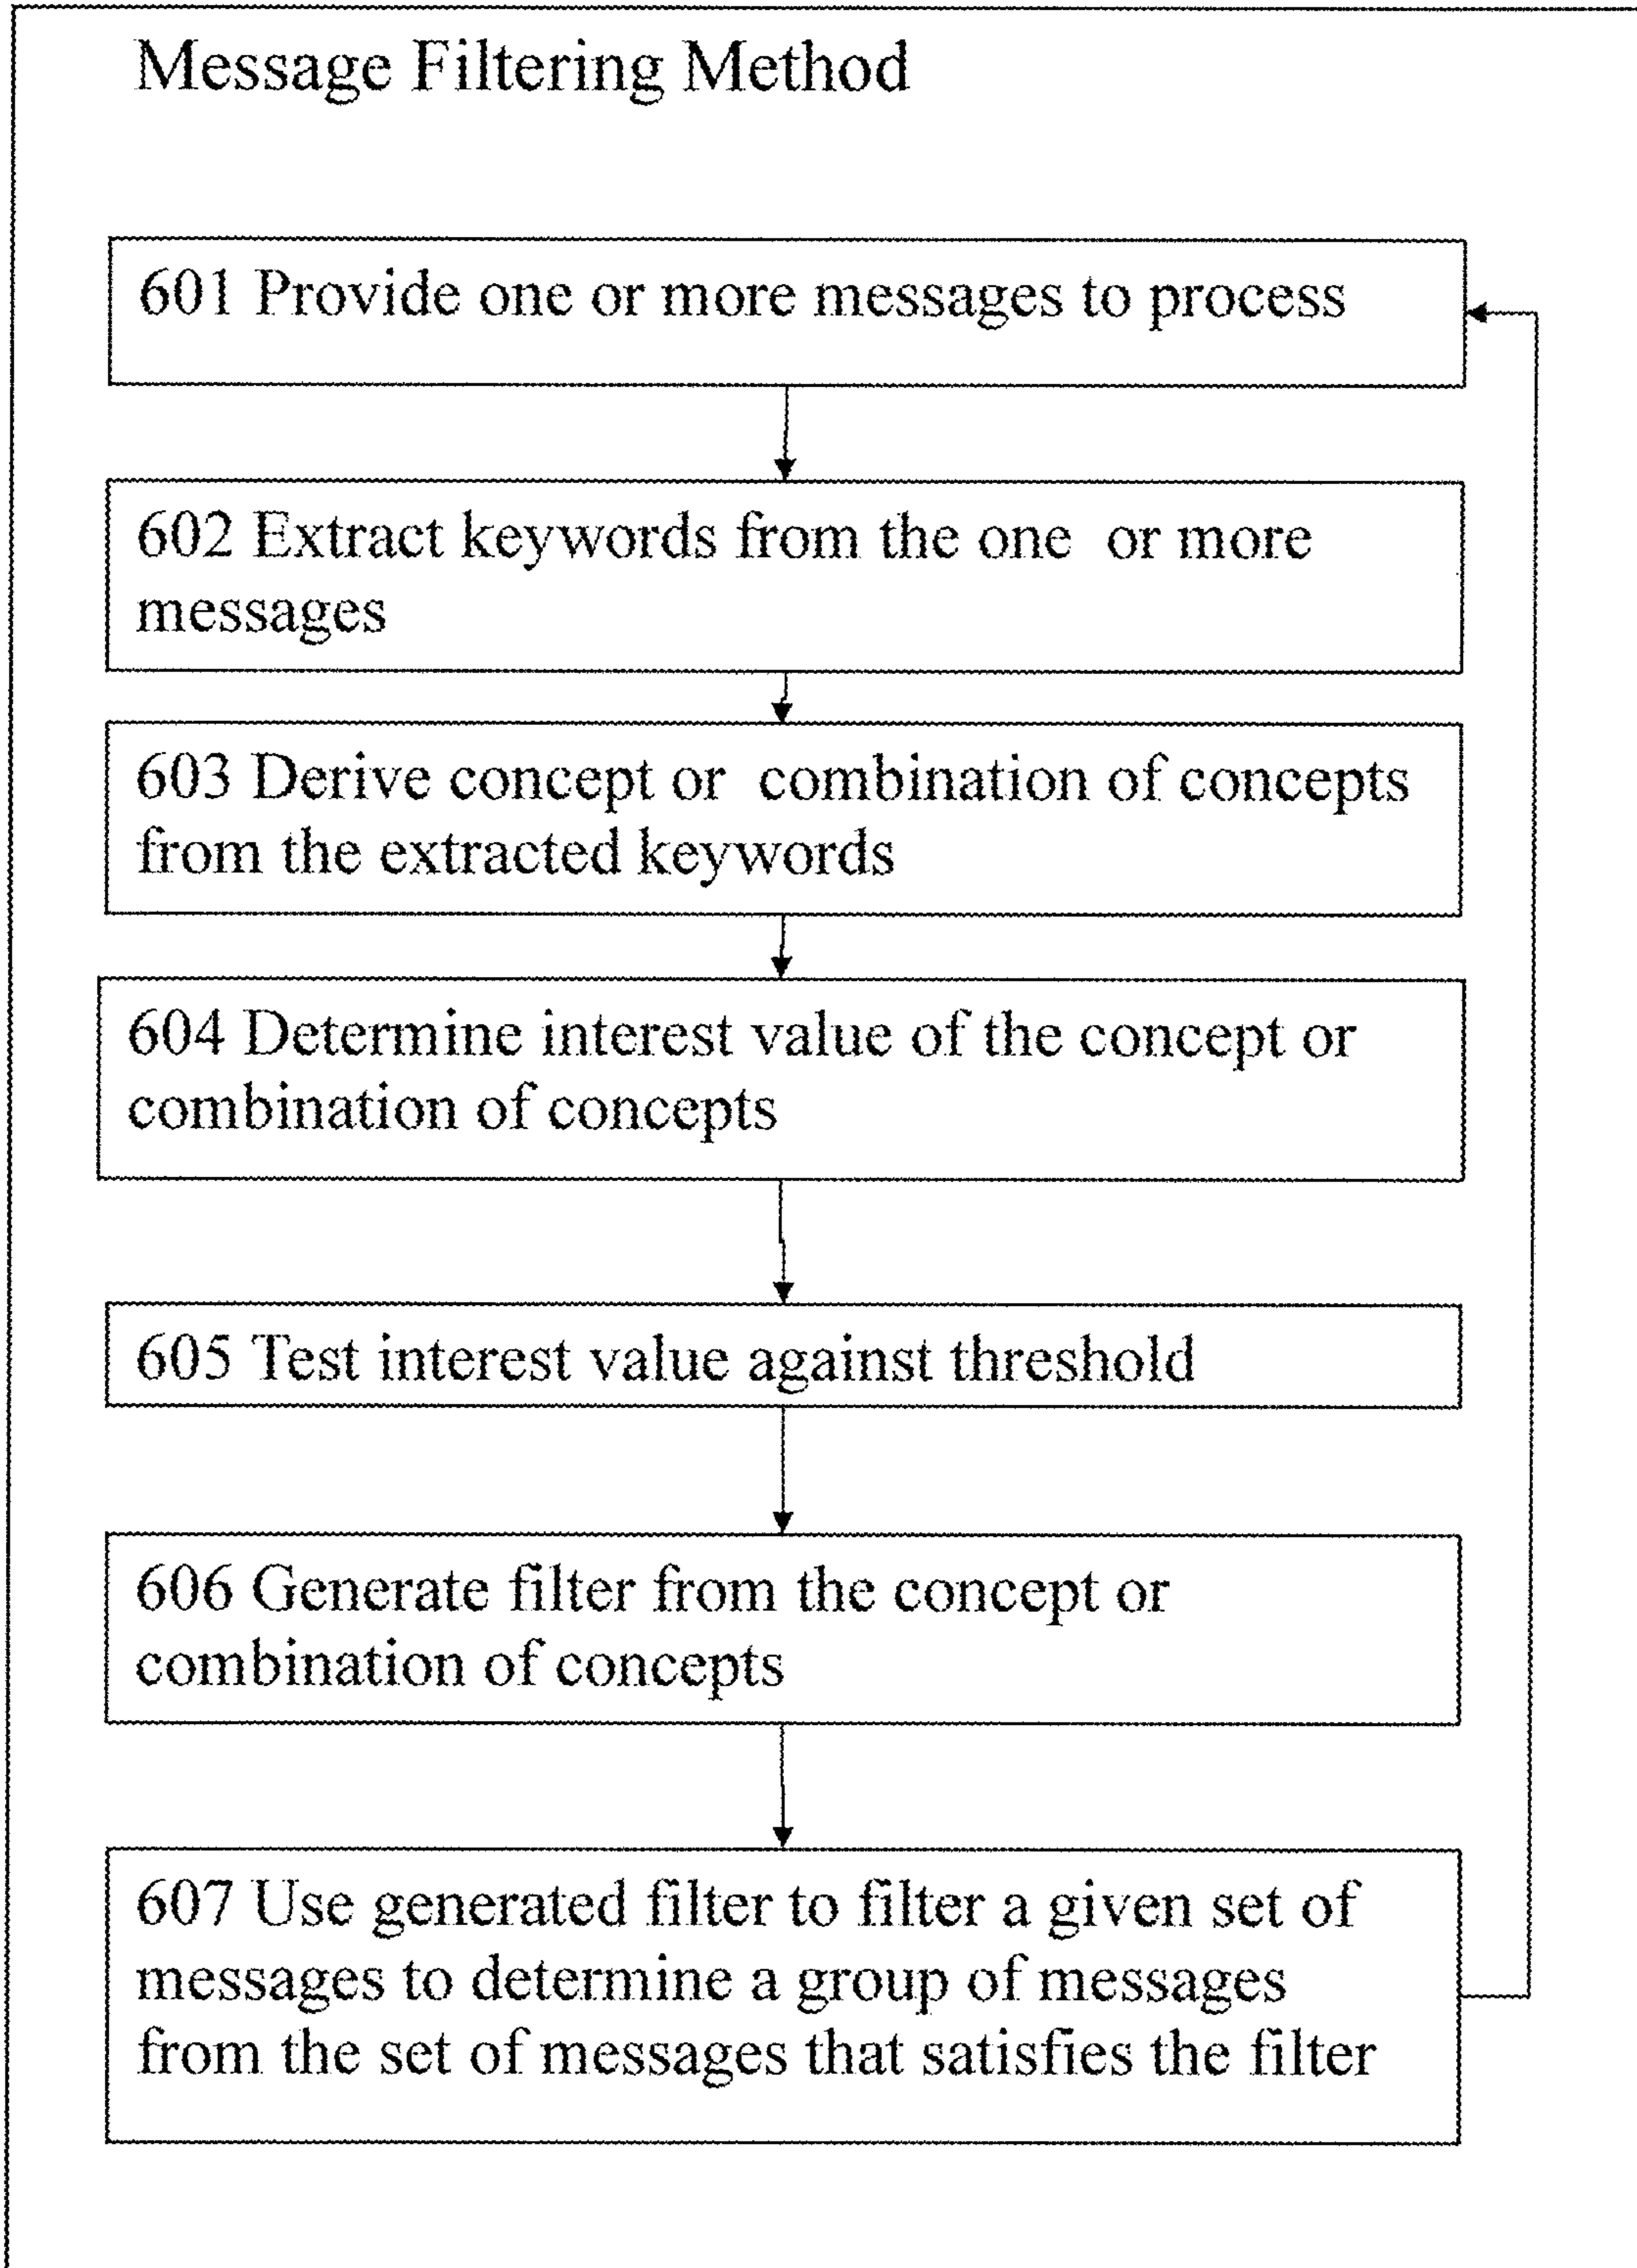 Message Filtering Method
601 Provide one or more messages to process
602 Extract keywords from the one or more
messages
603 Derive concept or combination of concepts
from the extracted keywords
604 Determine interest value of the concept or
combination of concepts
605 Test interest value against threshold
606 Generate filter from the concept or
combination of concepts
607 Use generated filter to filter a given set of
messages to determine a group of messages
from the set of messages that satisfies the filter